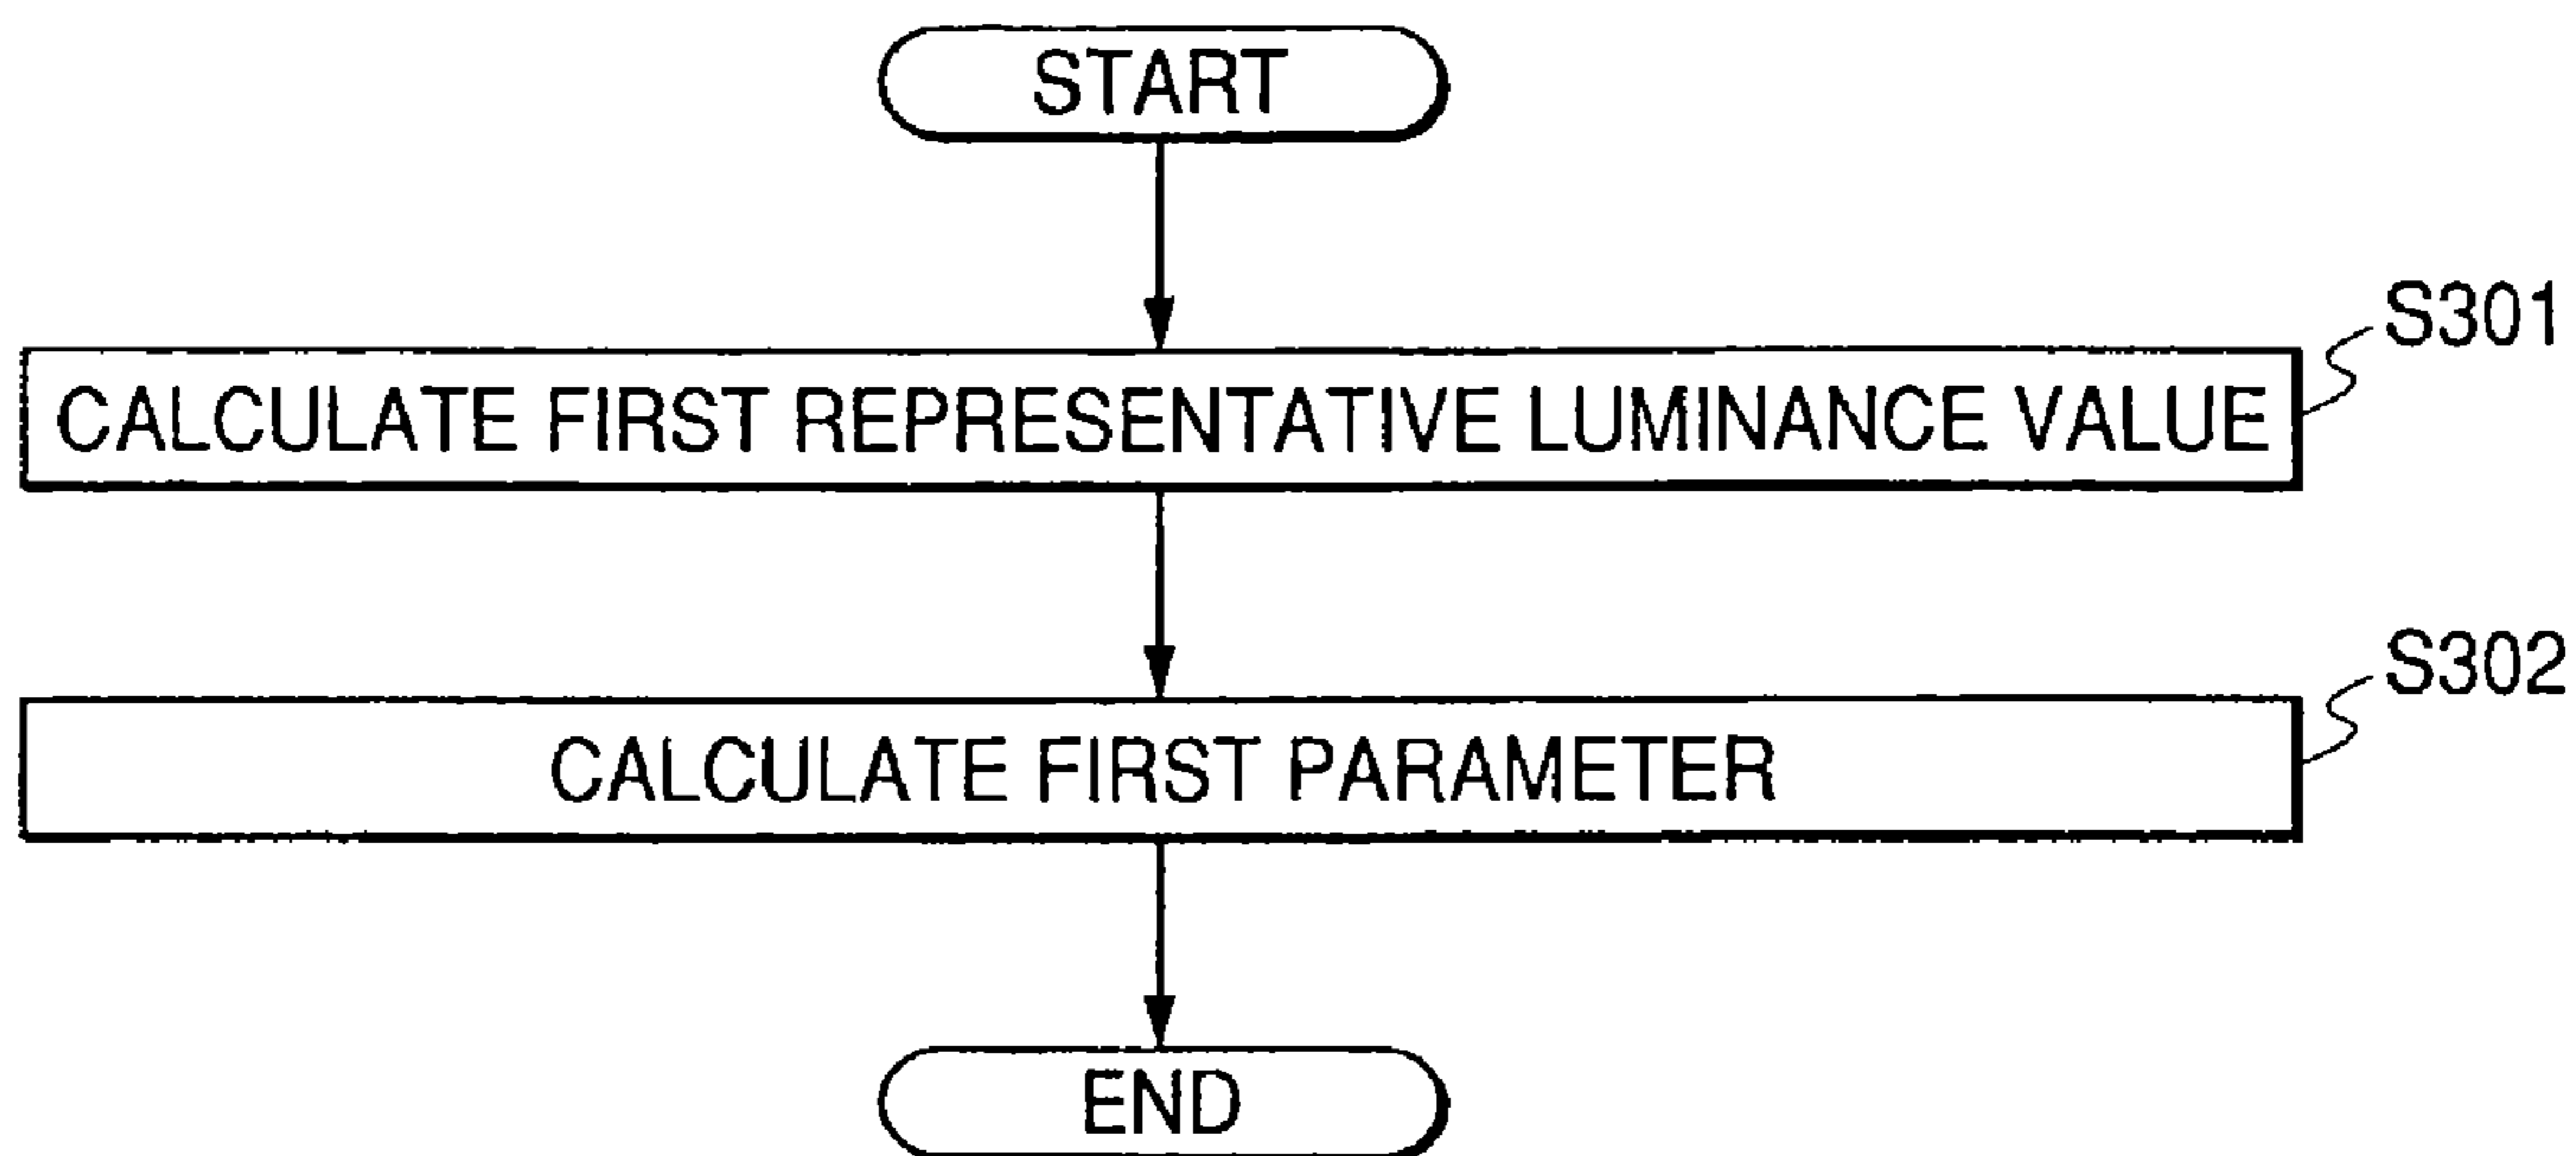 START
S301
CALCULATE FIRST REPRESENTATIVE LUMINANCE VALUE
S302
CALCULATE FIRST PARAMETER
END